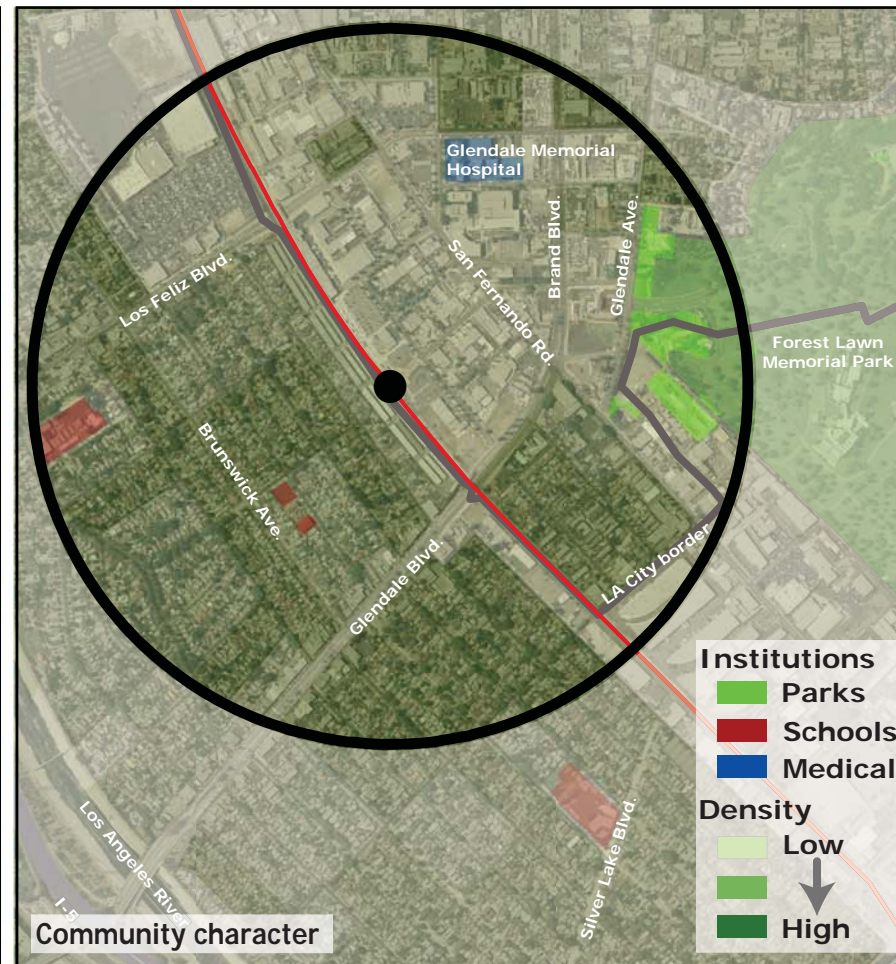 Glendale Memorial
Hospital
Brand Blvd.
Glendale Ave.
San Fernando Rd.
Los Feliz Blvd.
Forest Lawn
Memorial Park
Brunswick Ave.
Glendale Blvd.
LA City border
Institutions
Parks
Schools
Medical
Density
Low
High
Los Angeles River
I-5
Silver Lake Blvd.
Community character